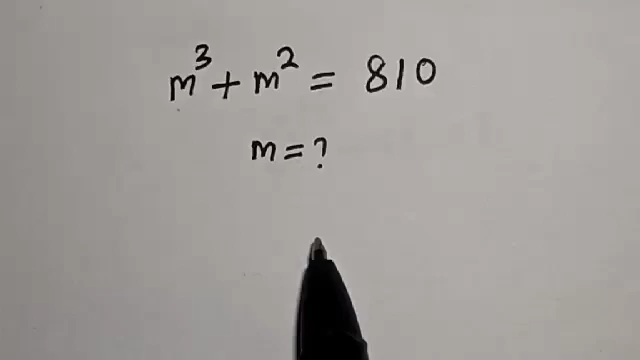 m³ + m² = 810
m = ?